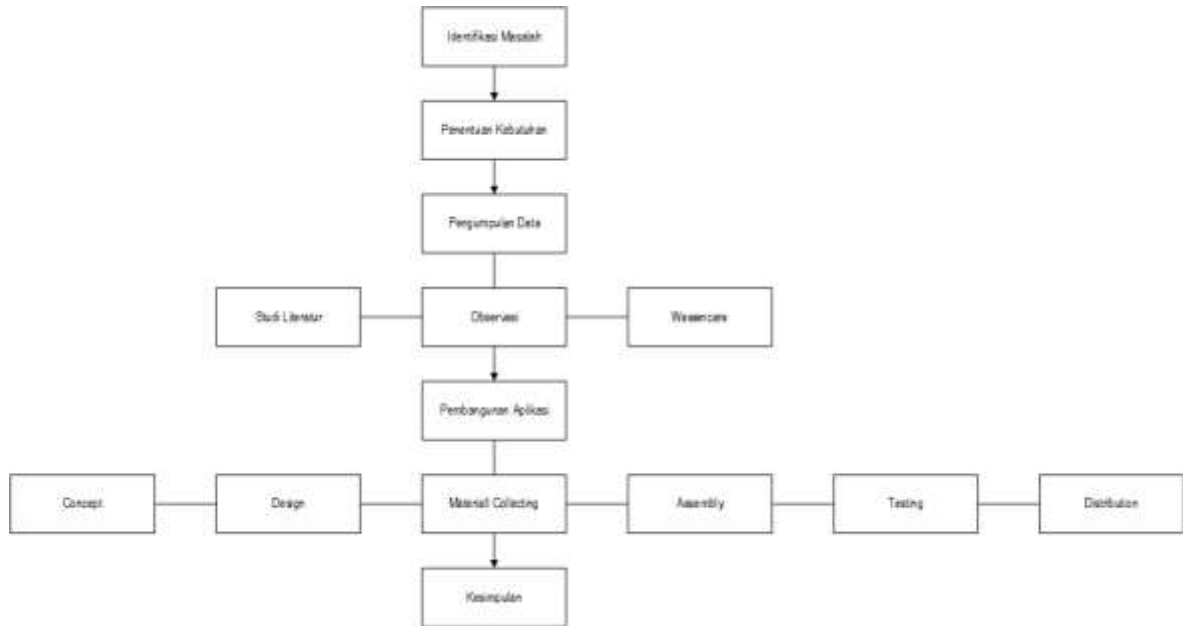 Identifikasi Masalah
Penentuan Kebutuhan
Pengumpulan Data
Studi Literatur
Observasi
Wawancara
Pembangunan Aplikasi
Concept
Design
Materiall Collecting
Assembly
Testing
Distribution
Kesimpulan